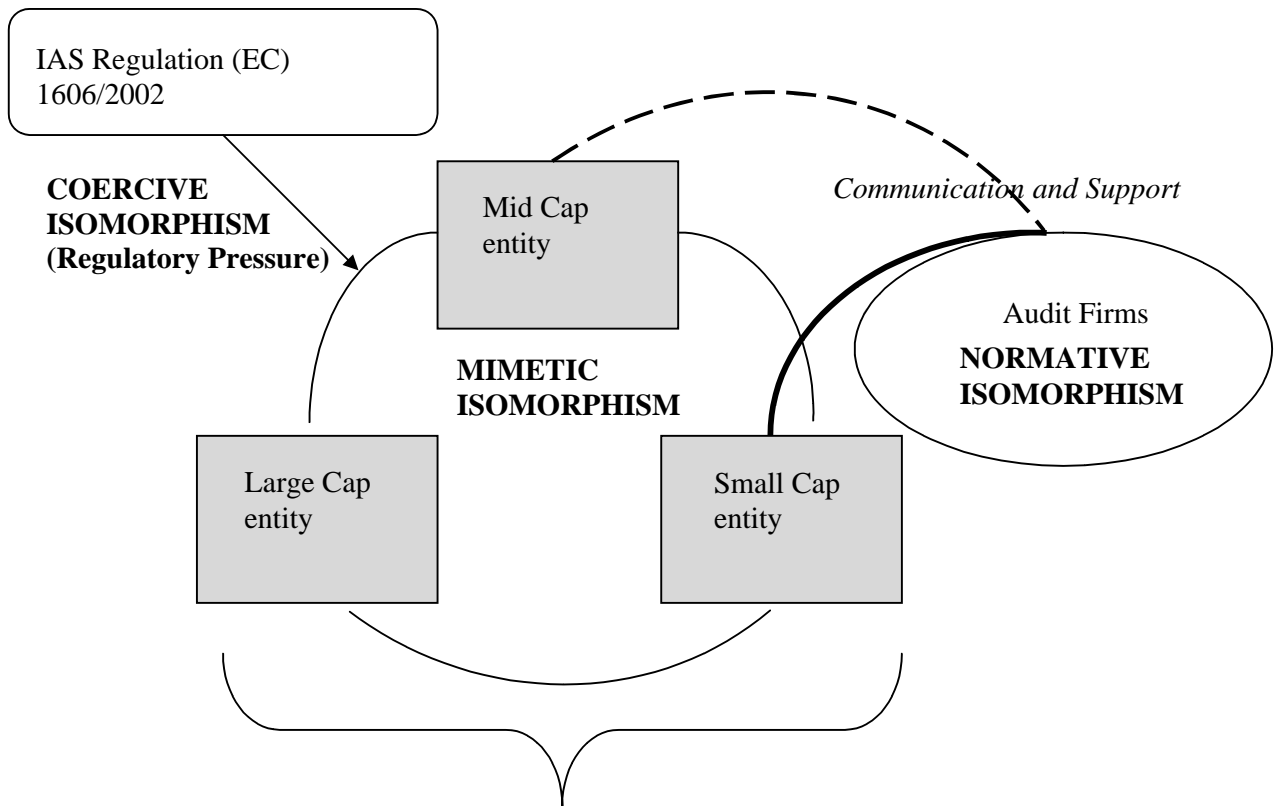 IAS Regulation (EC)
1606/2002
COERCIVE
ISOMORPHISM
(Regulatory Pressure)
Mid Cap
entity
Communication and Support
Audit Firms
NORMATIVE
ISOMORPHISM
MIMETIC
ISOMORPHISM
Large Cap
entity
Small Cap
entity